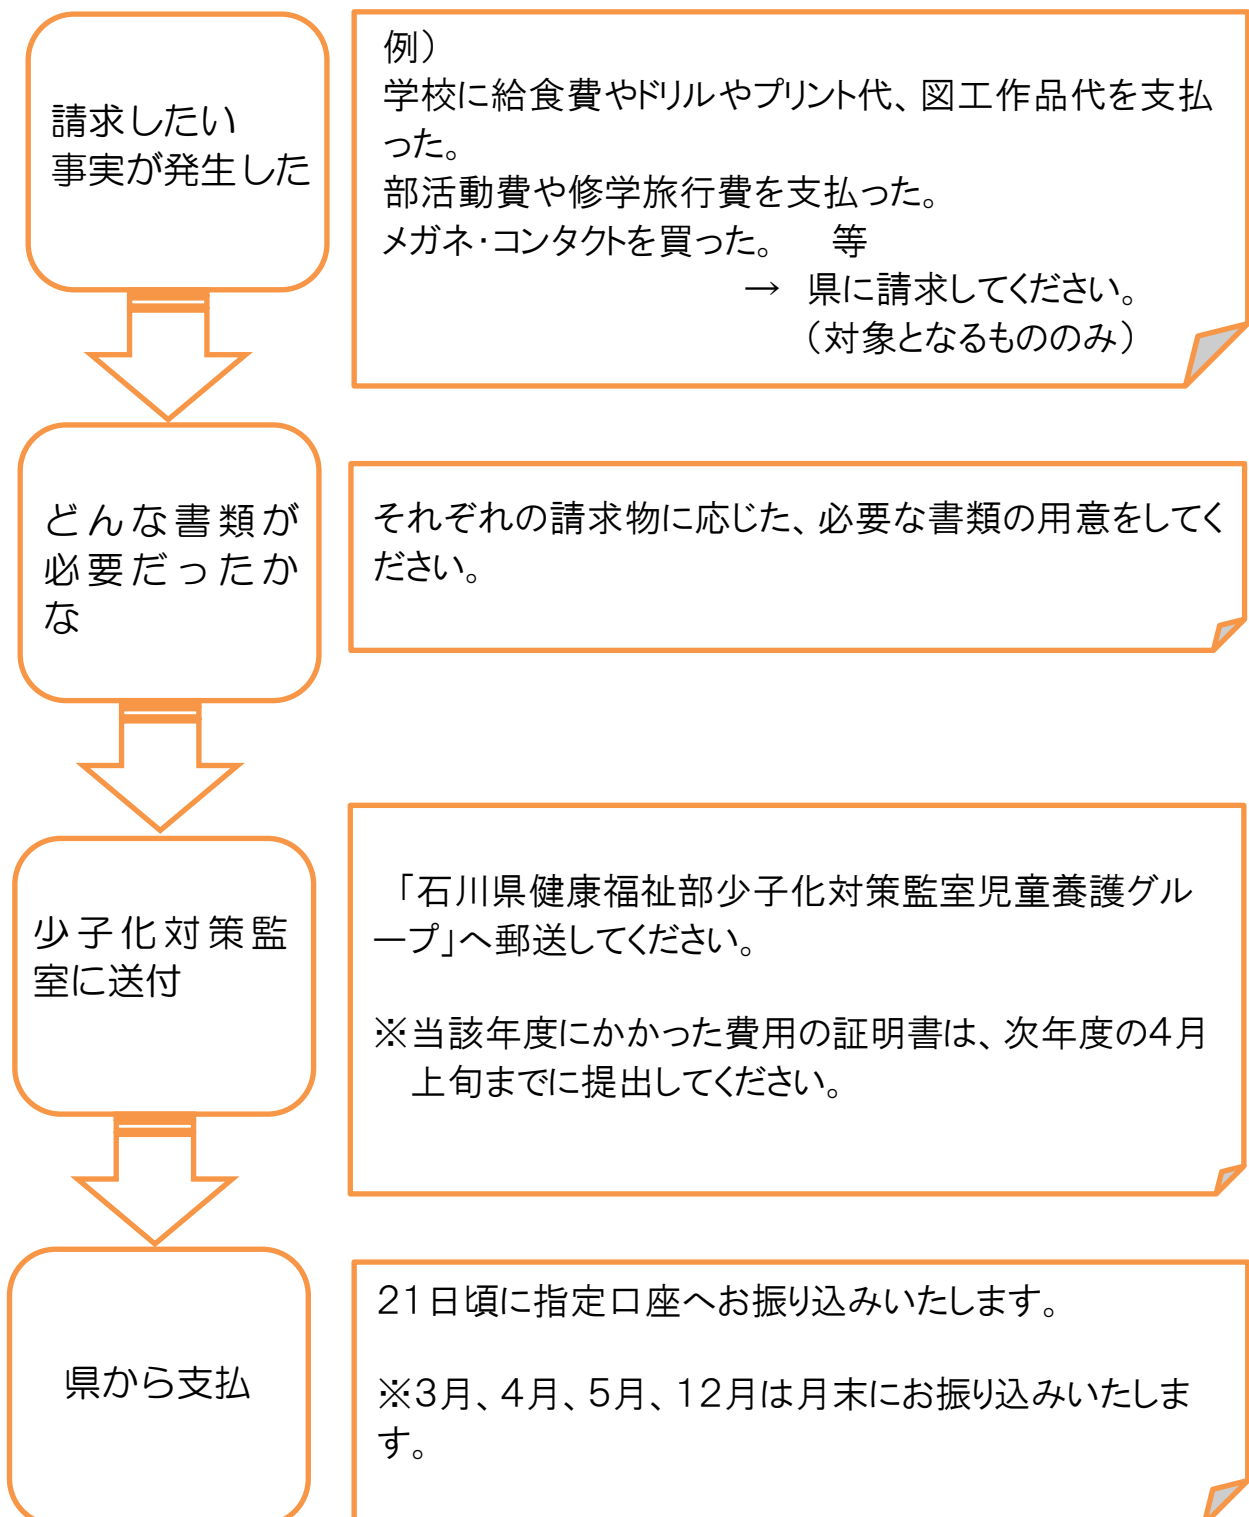 請求したい
事実が発生した
例）
学校に給食費やドリルやプリント代、図工作品代を支払
った。
部活動費や修学旅行費を支払った。
メガネ・コンタクトを買った。　等
→　県に請求してください。
（対象となるもののみ）
どんな書類が
必要だったか
な
それぞれの請求物に応じた、必要な書類の用意をしてく
ださい。
少子化対策監
室に送付
「石川県健康福祉部少子化対策監室児童養護グル
ープ」へ郵送してください。
※当該年度にかかった費用の証明書は、次年度の4月
上旬までに提出してください。
県から支払
21日頃に指定口座へお振り込みいたします。
※3月、4月、5月、12月は月末にお振り込みいたしま
す。